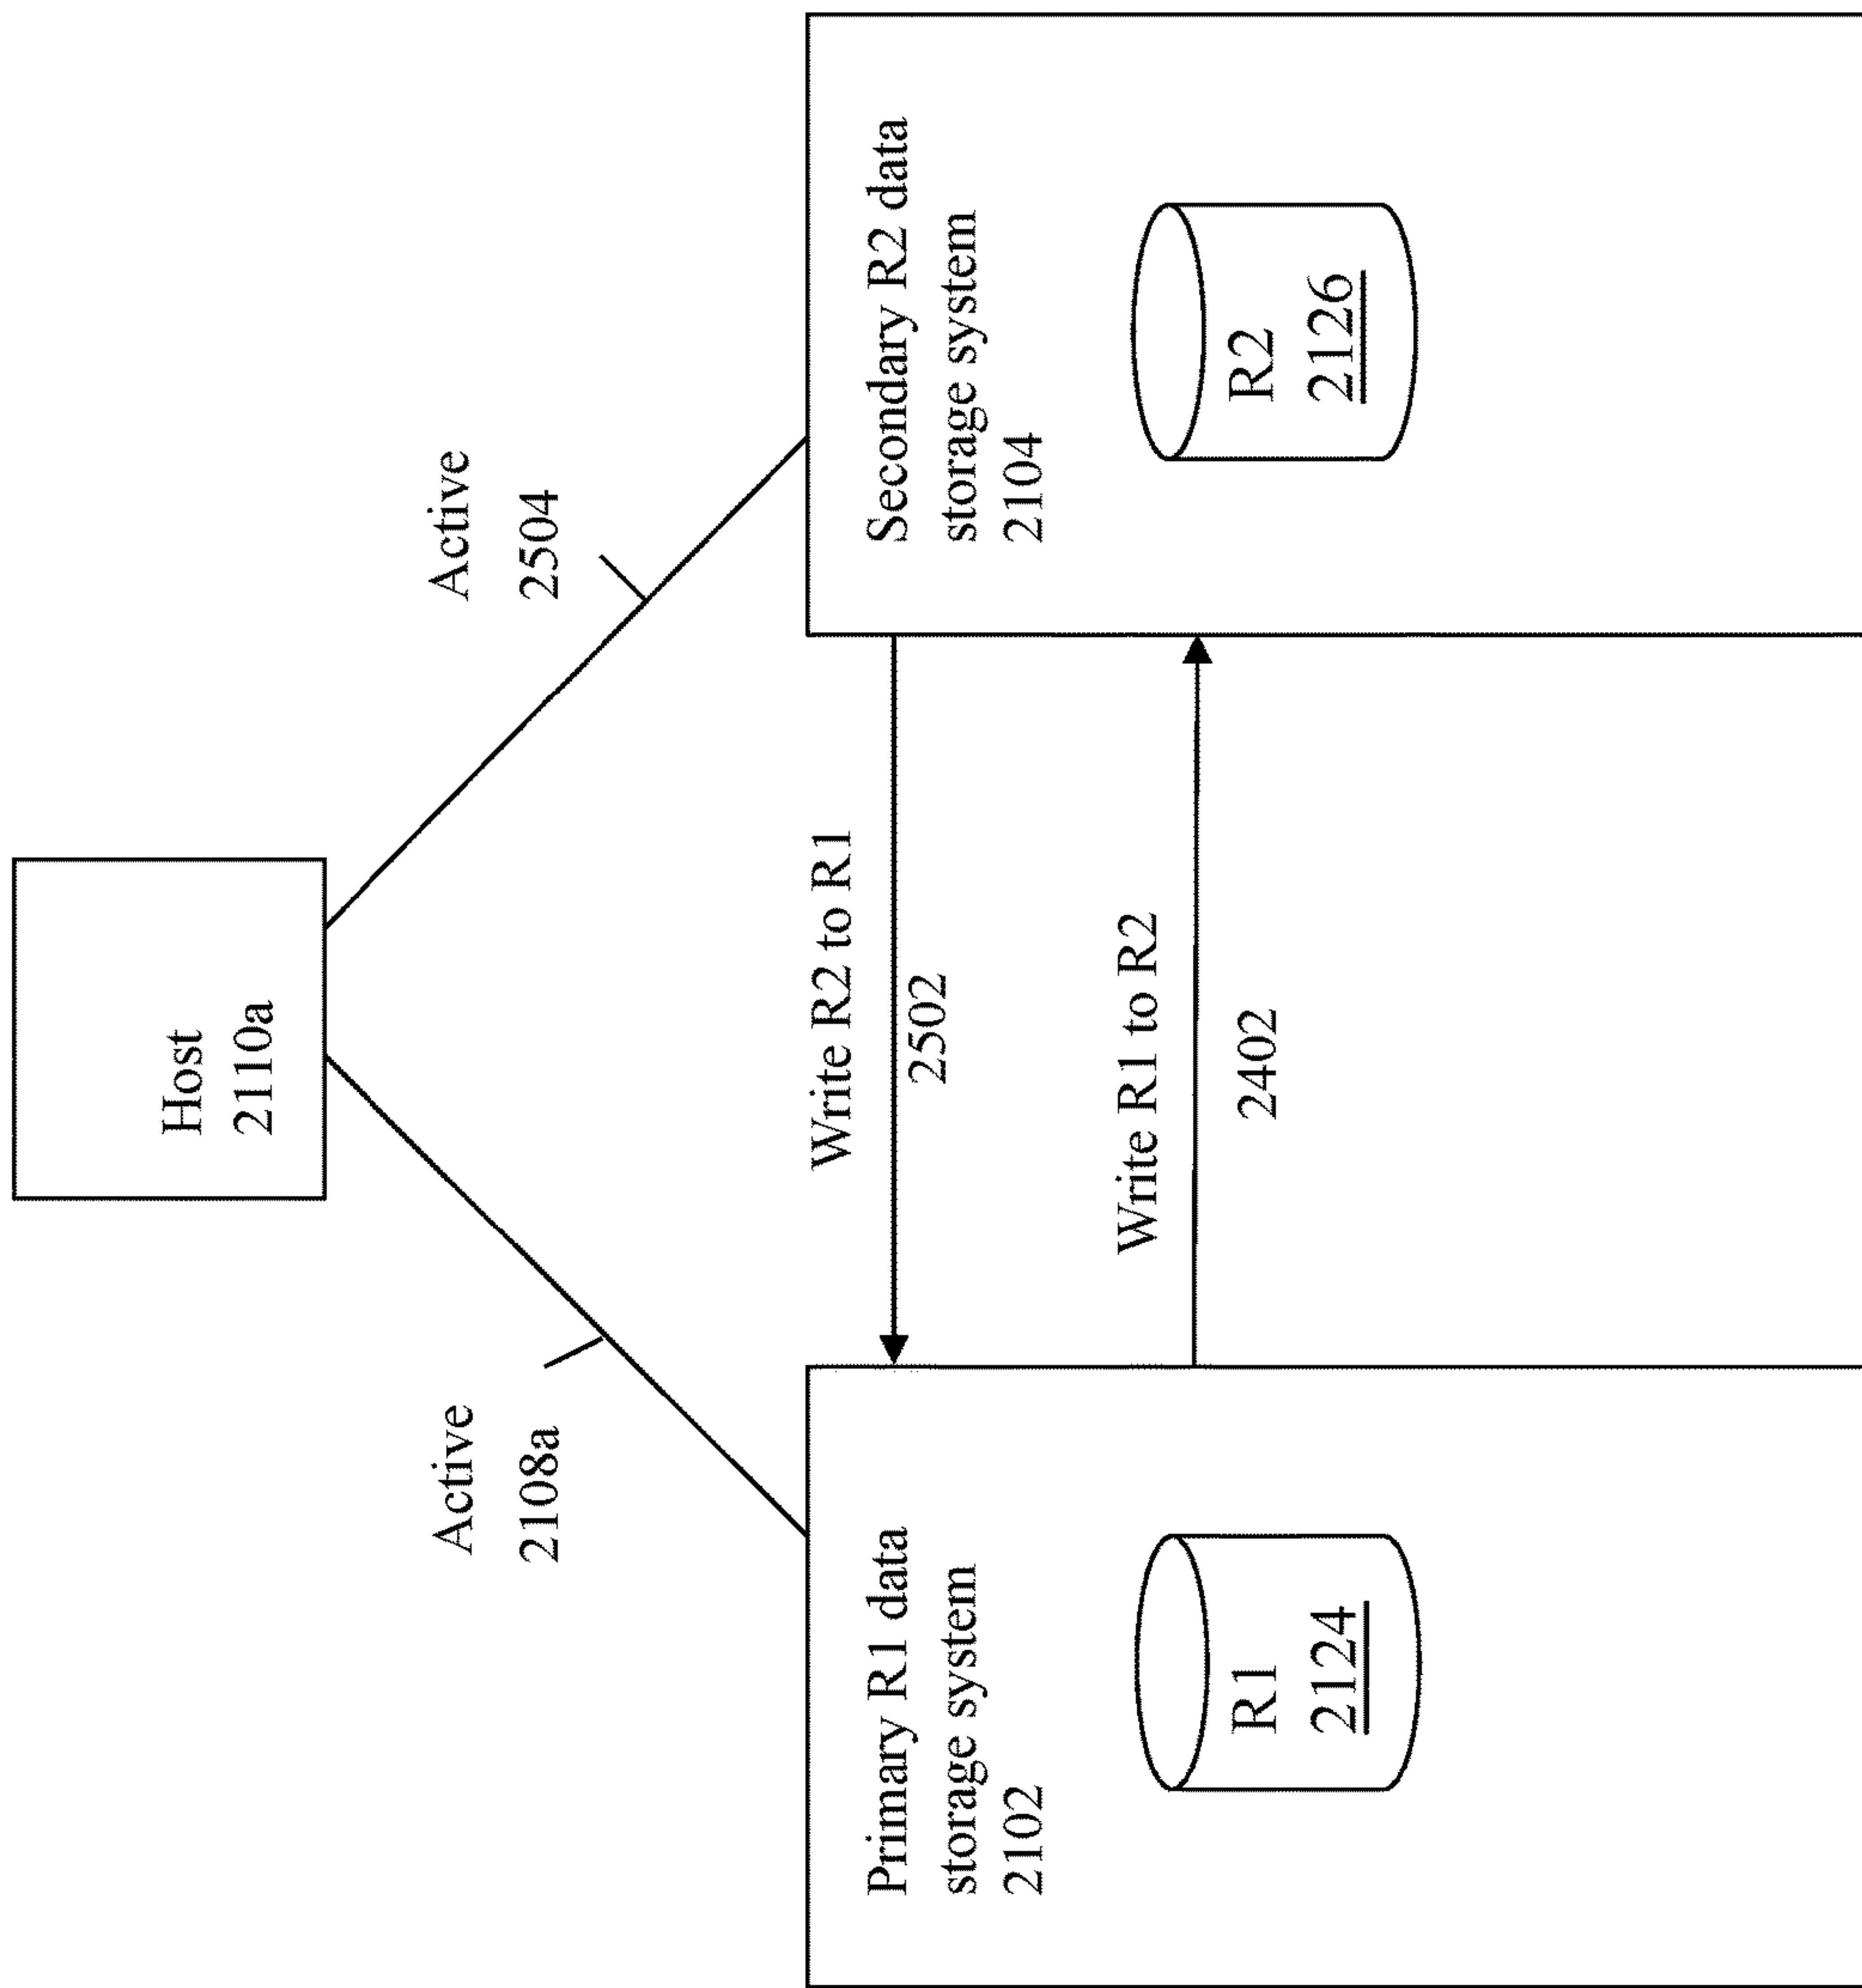 Host
2110a
Active
2108a
Active
2504
Primary R1 data
storage system
2102
R1
2124
Write R2 to R1
2502
Write R1 to R2
2402
Secondary R2 data
storage system
2104
R2
2126